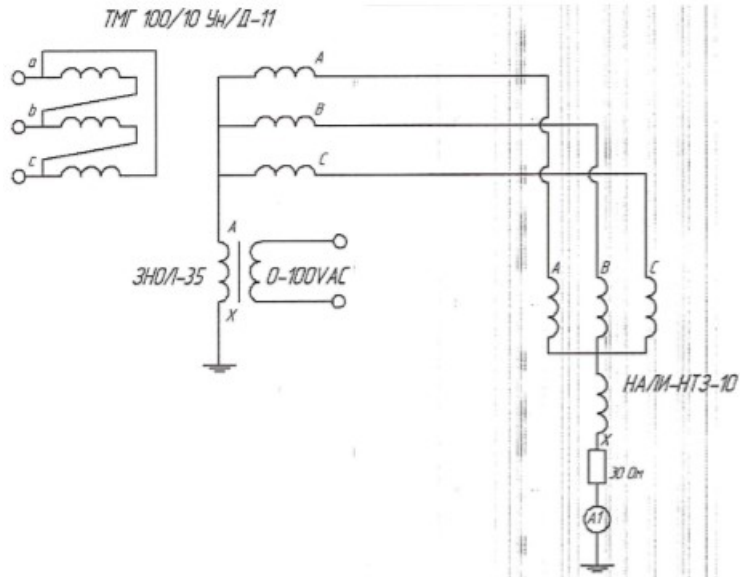 ТМГ 100/10 Ун/Д-11
a
b
c
A
B
C
A
ЗНОЛ-35
0-100VAC
X
A
B
C
НАЛИ-НТЗ-10
X
30 Ом
A1